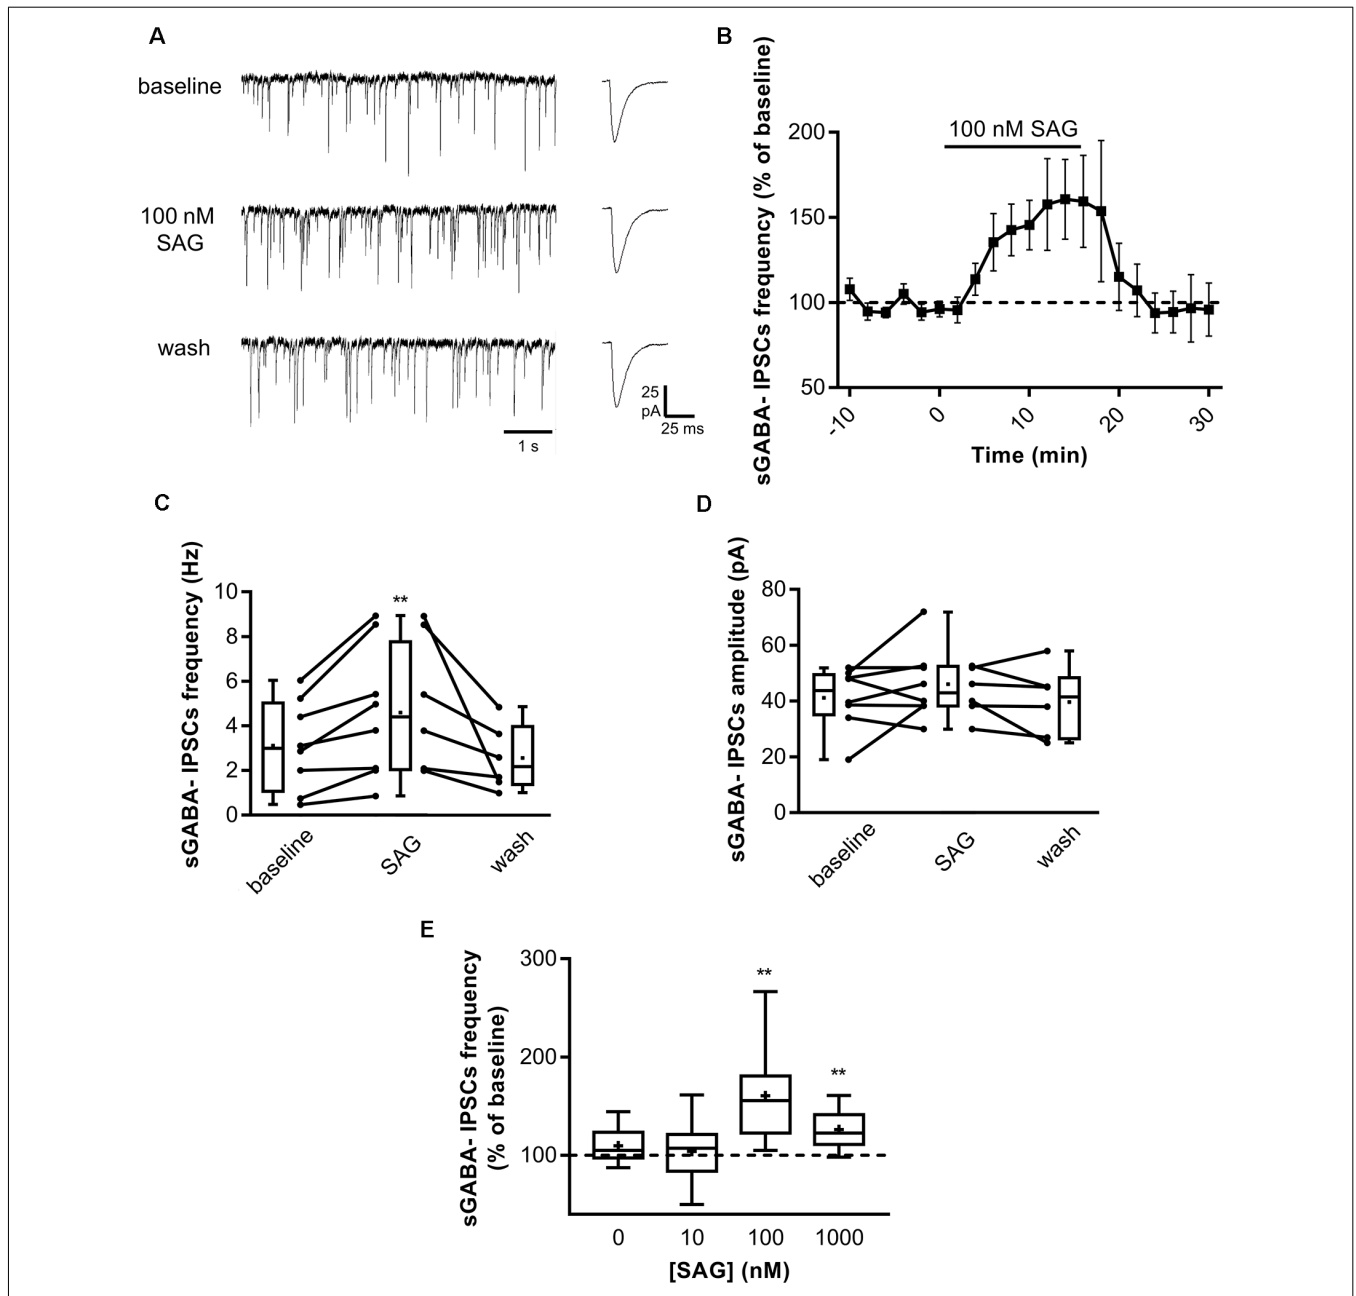 A
baseline
100 nM
SAG
wash
25
pA
25 ms
1 s
B
sGABA- IPSCs frequency (% of baseline)
100 nM SAG
200
150
100
50
-10
0
10
20
30
Time (min)
C
sGABA- IPSCs frequency (Hz)
10
8
6
4
2
0
**
baseline
SAG
wash
D
sGABA- IPSCs amplitude (pA)
80
60
40
20
0
baseline
SAG
wash
E
sGABA- IPSCs frequency
(% of baseline)
300
200
100
**
**
0
10
100
1000
[SAG] (nM)